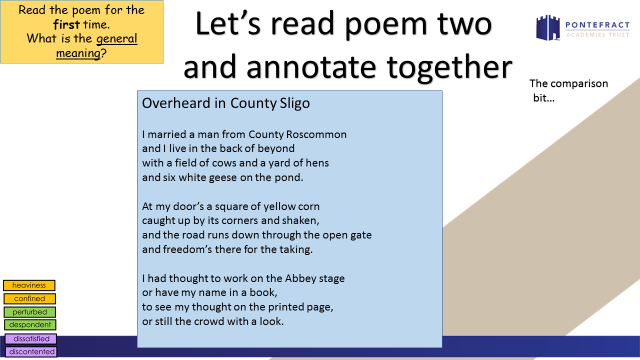 Read the poem for the
first time.
What is the general
meaning?
Let's read poem two
and annotate together
PONTEFRACT
ACADEMIES TRUST
The comparison
bit…
Overheard in County Sligo
I married a man from County Roscommon
and I live in the back of beyond
with a field of cows and a yard of hens
and six white geese on the pond.
At my door's a square of yellow corn
caught up by its corners and shaken,
and the road runs down through the open gate
and freedom's there for the taking.
I had thought to work on the Abbey stage
or have my name in a book,
to see my thought on the printed page,
or still the crowd with a look.
heaviness
confined
perturbed
despondent
dissatisfied
discontented